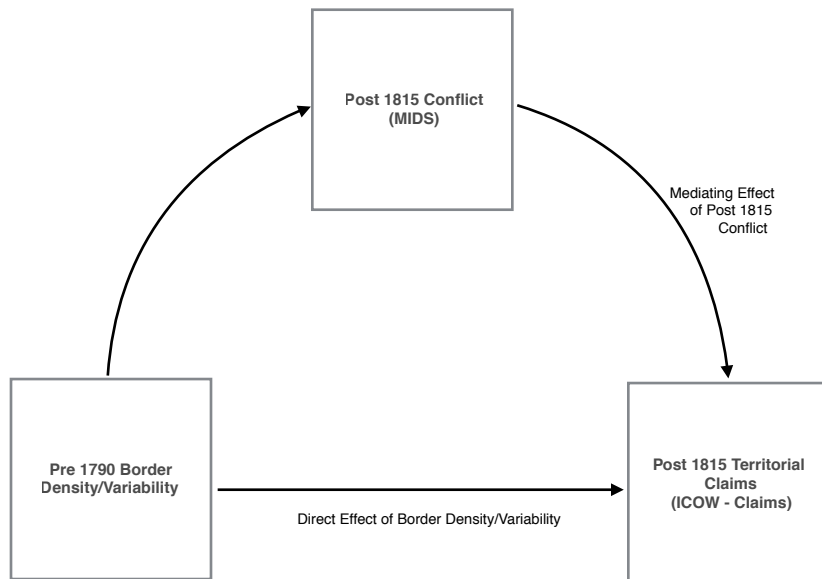 Post 1815 Conflict
(MIDS)
Mediating Effect
of Post 1815
Conflict
Pre 1790 Border
Density/Variability
Direct Effect of Border Density/Variability
Post 1815 Territorial
Claims
(ICOW - Claims)